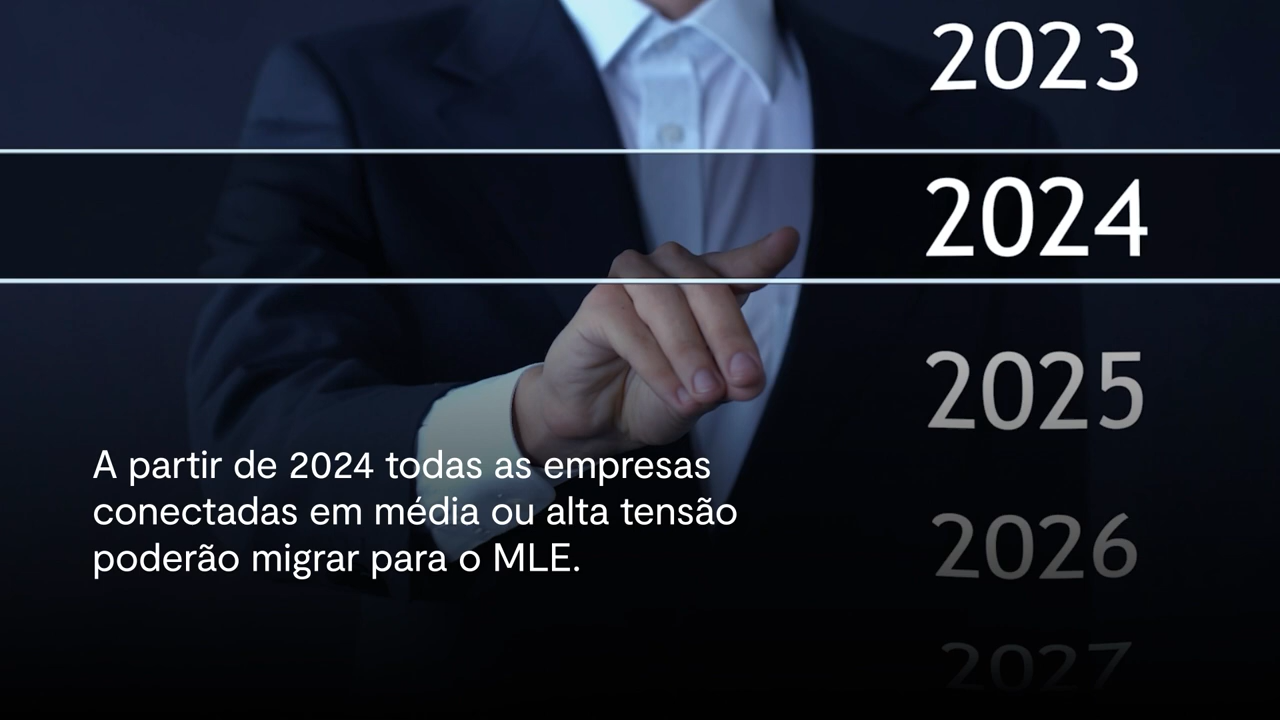 2023
2024
2025
2026
2027
A partir de 2024 todas as empresas
conectadas em média ou alta tensão
poderão migrar para o MLE.